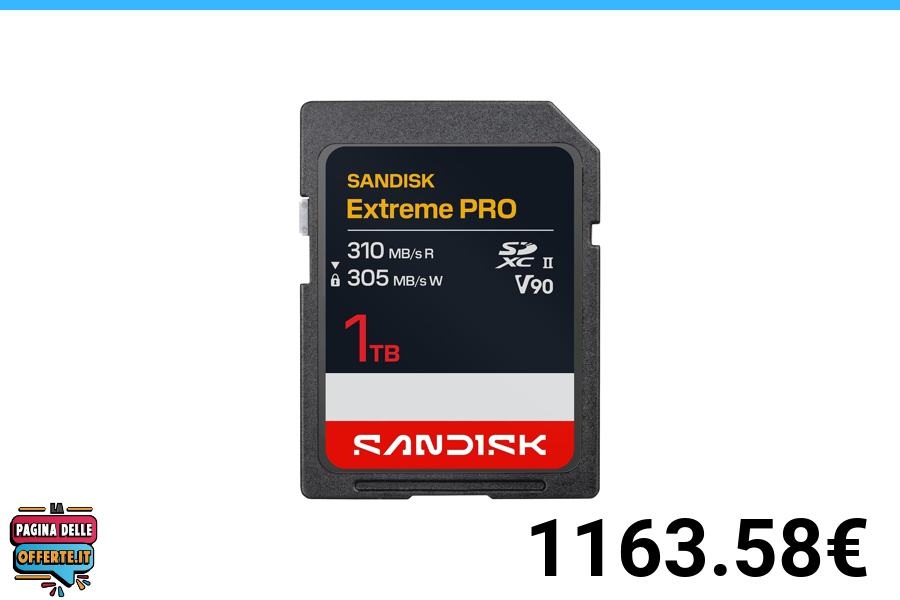 SANDISK
Extreme PRO
310 MB/s R
305 MB/s W
SD XC II
V90
1TB
SANDISK
LA
PAGINA DELLE
OFFERTE.IT
1163.58€